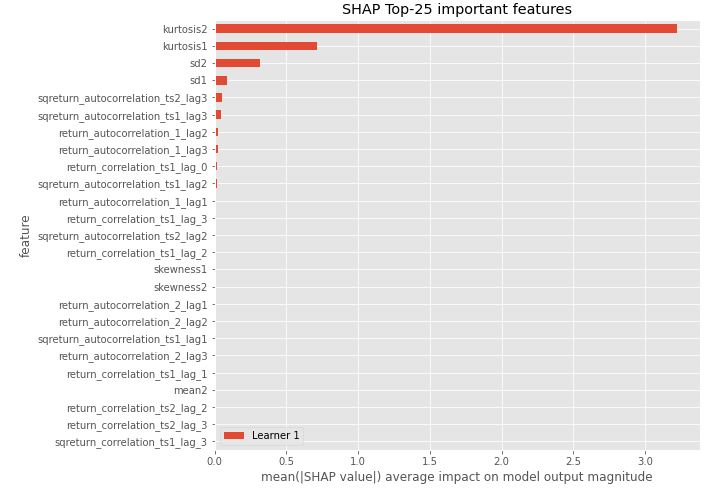 SHAP Top-25 important features
kurtosis2
kurtosis1
sd2
sd1
sqreturn_autocorrelation_ts2_lag3
sqreturn_autocorrelation_ts1_lag3
return_autocorrelation_1_lag2
return_autocorrelation_1_lag3
return_correlation_ts1_lag_0
sqreturn_autocorrelation_ts1_lag2
return_autocorrelation_1_lag1
return_correlation_ts1_lag_3
sqreturn_autocorrelation_ts2_lag2
return_correlation_ts1_lag_2
skewness1
skewness2
return_autocorrelation_2_lag1
return_autocorrelation_2_lag2
sqreturn_autocorrelation_ts1_lag1
return_autocorrelation_2_lag3
return_correlation_ts1_lag_1
mean2
return_correlation_ts2_lag_2
return_correlation_ts2_lag_3
sqreturn_correlation_ts1_lag_3
feature
Learner 1
0.0 0.5 1.0 1.5 2.0 2.5 3.0
mean(|SHAP value|) average impact on model output magnitude